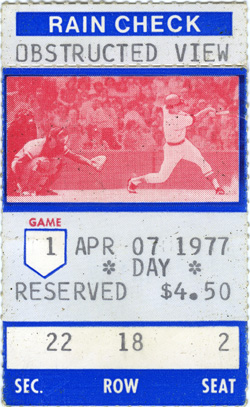 RAIN CHECK
OBSTRUCTED VIEW
GAME
1 APR 07 1977
* DAY *
RESERVED $4.50
22 18 2
SEC. ROW SEAT